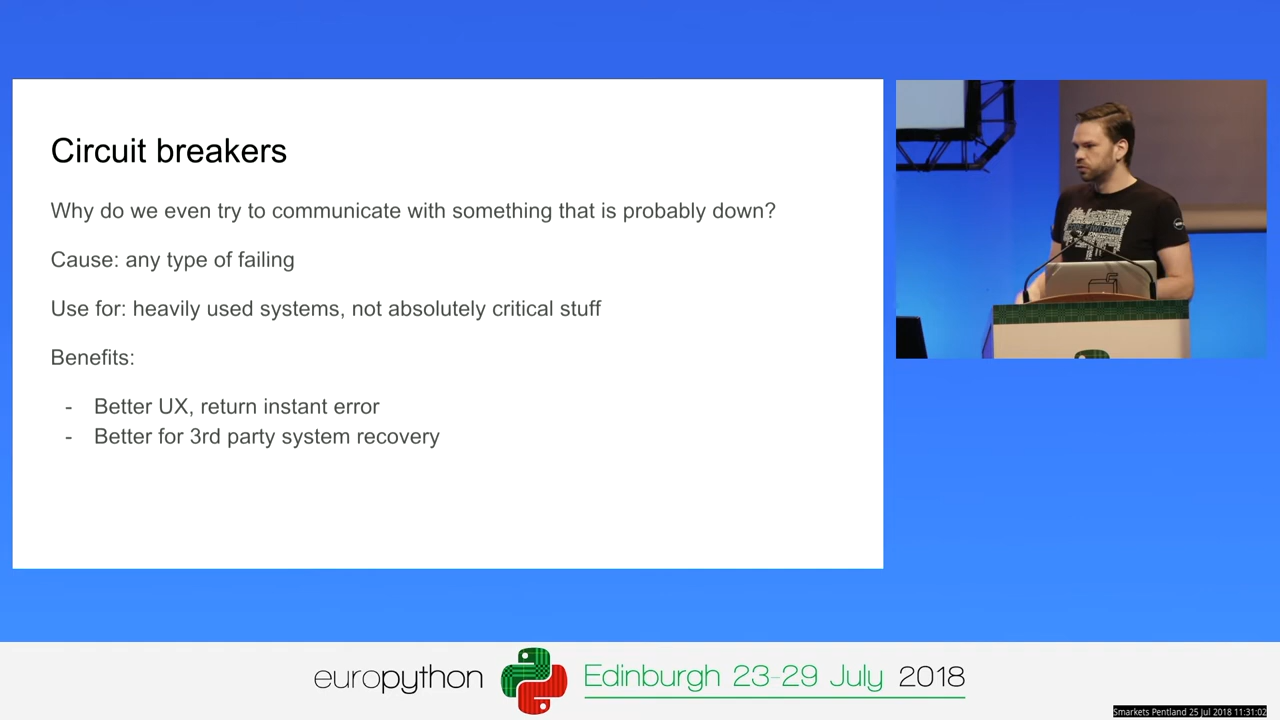 Circuit breakers
Why do we even try to communicate with something that is probably down?
Cause: any type of failing
Use for: heavily used systems, not absolutely critical stuff
Benefits:
- Better UX, return instant error
- Better for 3rd party system recovery
europython
Edinburgh 23-29 July 2018
Smarkets Pentland 25 Jul 2018 11:31:02